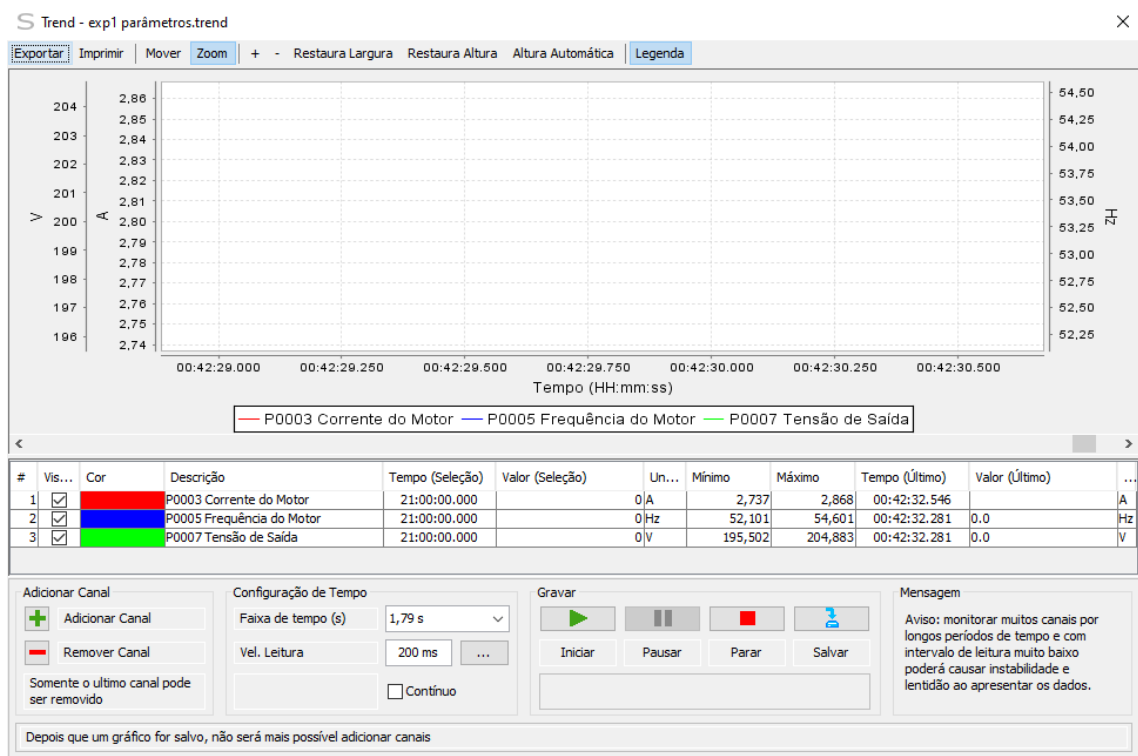 Trend - exp1 parâmetros.trend
Exportar Imprimir Mover Zoom + - Restaura Largura Restaura Altura Altura Automática Legenda
V
204
203
202
201
200
199
198
197
196
A
2,86
2,85
2,84
2,83
2,82
2,81
2,80
2,79
2,78
2,77
2,76
2,75
2,74
54,50
54,25
54,00
53,75
53,50
53,25
53,00
52,75
52,50
52,25
Hz
00:42:29.000 00:42:29.250 00:42:29.500 00:42:29.750 00:42:30.000 00:42:30.250 00:42:30.500
Tempo (HH:mm:ss)
P0003 Corrente do Motor P0005 Frequência do Motor P0007 Tensão de Saída
# Vis... Cor Descrição Tempo (Seleção) Valor (Seleção) Un... Mínimo Máximo Tempo (Último) Valor (Último) ...
1 P0003 Corrente do Motor 21:00:00.000 0 A 2,737 2,868 00:42:32.546 A
2 P0005 Frequência do Motor 21:00:00.000 0 Hz 52,101 54,601 00:42:32.281 0.0 Hz
3 P0007 Tensão de Saída 21:00:00.000 0 V 195,502 204,883 00:42:32.281 0.0 V
Adicionar Canal
Adicionar Canal
Remover Canal
Somente o ultimo canal pode
ser removido
Configuração de Tempo
Faixa de tempo (s) 1,79 s
Vel. Leitura 200 ms ...
Contínuo
Gravar
Iniciar Pausar Parar Salvar
Mensagem
Aviso: monitorar muitos canais por
longos períodos de tempo e com
intervalo de leitura muito baixo
poderá causar instabilidade e
lentidão ao apresentar os dados.
Depois que um gráfico for salvo, não será mais possível adicionar canais